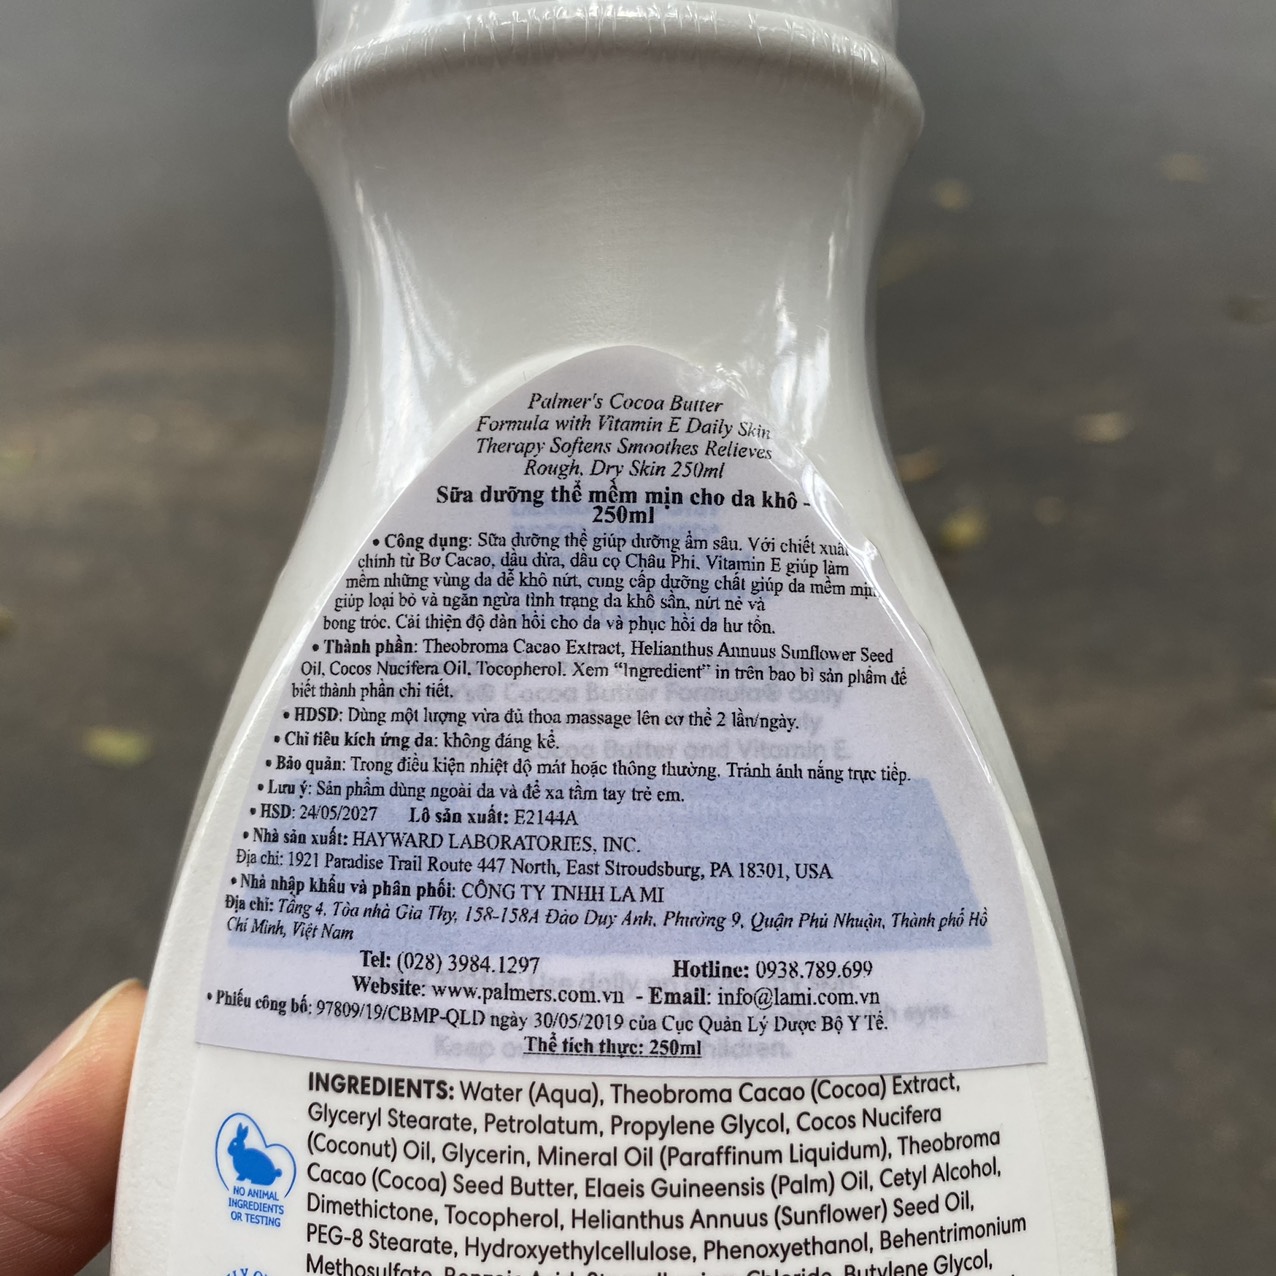 Palmer's Cocoa Butter
Formula with Vitamin E Daily Skin
Therapy Softens Smoothes Relieves
Rough, Dry Skin 250ml
Sữa dưỡng thể mềm mịn cho da khô -
250ml
• Công dụng: Sữa dưỡng thể giúp dưỡng ẩm sâu. Với chiết xuất
chính từ Bơ Cacao, dầu dừa, dầu cọ Châu Phi, Vitamin E giúp làm
mềm những vùng da dễ khô nứt, cung cấp dưỡng chất giúp da mềm mịn,
giúp loại bỏ và ngăn ngừa tình trạng da khô sần, nứt nẻ và
bong tróc. Cải thiện độ đàn hồi cho da và phục hồi da hư tổn.
• Thành phần: Theobroma Cacao Extract, Helianthus Annuus Sunflower Seed
Oil, Cocos Nucifera Oil, Tocopherol. Xem “Ingredient” in trên bao bì sản phẩm để
biết thành phần chi tiết.
• HDSD: Dùng một lượng vừa đủ thoa massage lên cơ thể 2 lần/ngày.
• Chỉ tiêu kích ứng da: không đáng kể.
• Bảo quản: Trong điều kiện nhiệt độ mát hoặc thông thường. Tránh ánh nắng trực tiếp.
• Lưu ý: Sản phẩm dùng ngoài da và để xa tầm tay trẻ em.
• HSD: 24/05/2027 Lô sản xuất: E2144A
• Nhà sản xuất: HAYWARD LABORATORIES, INC.
Địa chỉ: 1921 Paradise Trail Route 447 North, East Stroudsburg, PA 18301, USA
• Nhà nhập khẩu và phân phối: CÔNG TY TNHH LA MI
Địa chỉ: Tầng 4, Tòa nhà Gia Thy, 158-158A Đào Duy Anh, Phường 9, Quận Phú Nhuận, Thành phố Hồ
Chí Minh, Việt Nam
Tel: (028) 3984.1297 Hotline: 0938.789.699
Website: www.palmers.com.vn - Email: info@lami.com.vn
• Phiếu công bố: 97809/19/CBMP-QLD ngày 30/05/2019 của Cục Quản Lý Dược Bộ Y Tế.
Thể tích thực: 250ml
INGREDIENTS: Water (Aqua), Theobroma Cacao (Cocoa) Extract,
Glyceryl Stearate, Petrolatum, Propylene Glycol, Cocos Nucifera
(Coconut) Oil, Glycerin, Mineral Oil (Paraffinum Liquidum), Theobroma
Cacao (Cocoa) Seed Butter, Elaeis Guineensis (Palm) Oil, Cetyl Alcohol,
Dimethictone, Tocopherol, Helianthus Annuus (Sunflower) Seed Oil,
PEG-8 Stearate, Hydroxyethylcellulose, Phenoxyethanol, Behentrimonium
Methosulfate, Benzoic Acid, Chloride, Butylene Glycol,
NO ANIMAL
INGREDIENTS
OR TESTING